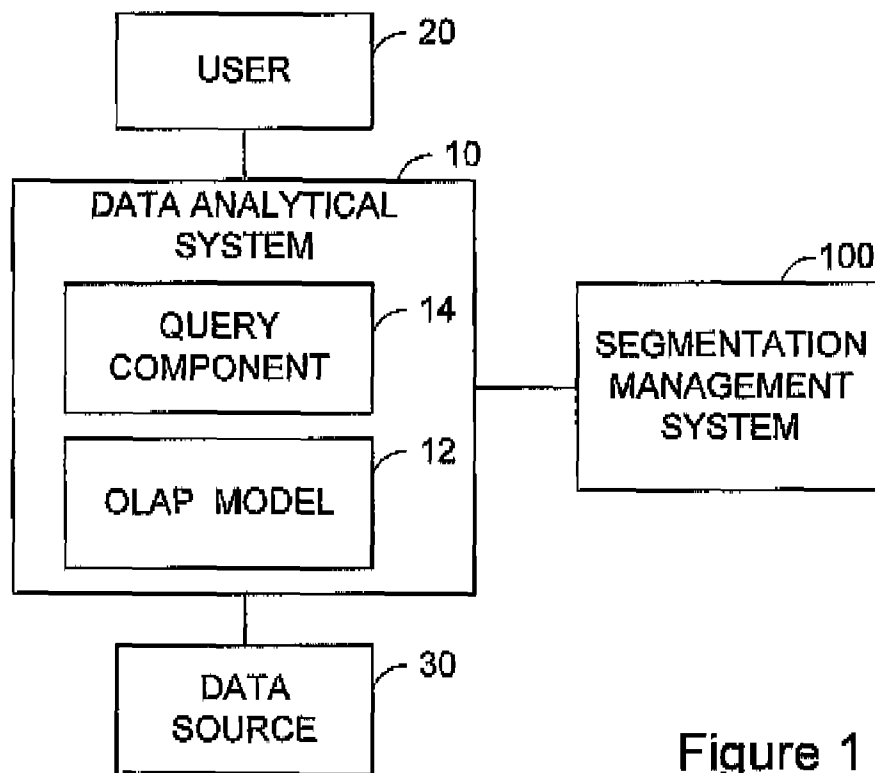 USER
20
10
DATA ANALYTICAL
SYSTEM
QUERY
COMPONENT
14
OLAP MODEL
12
100
SEGMENTATION
MANAGEMENT
SYSTEM
DATA
SOURCE
30
Figure 1